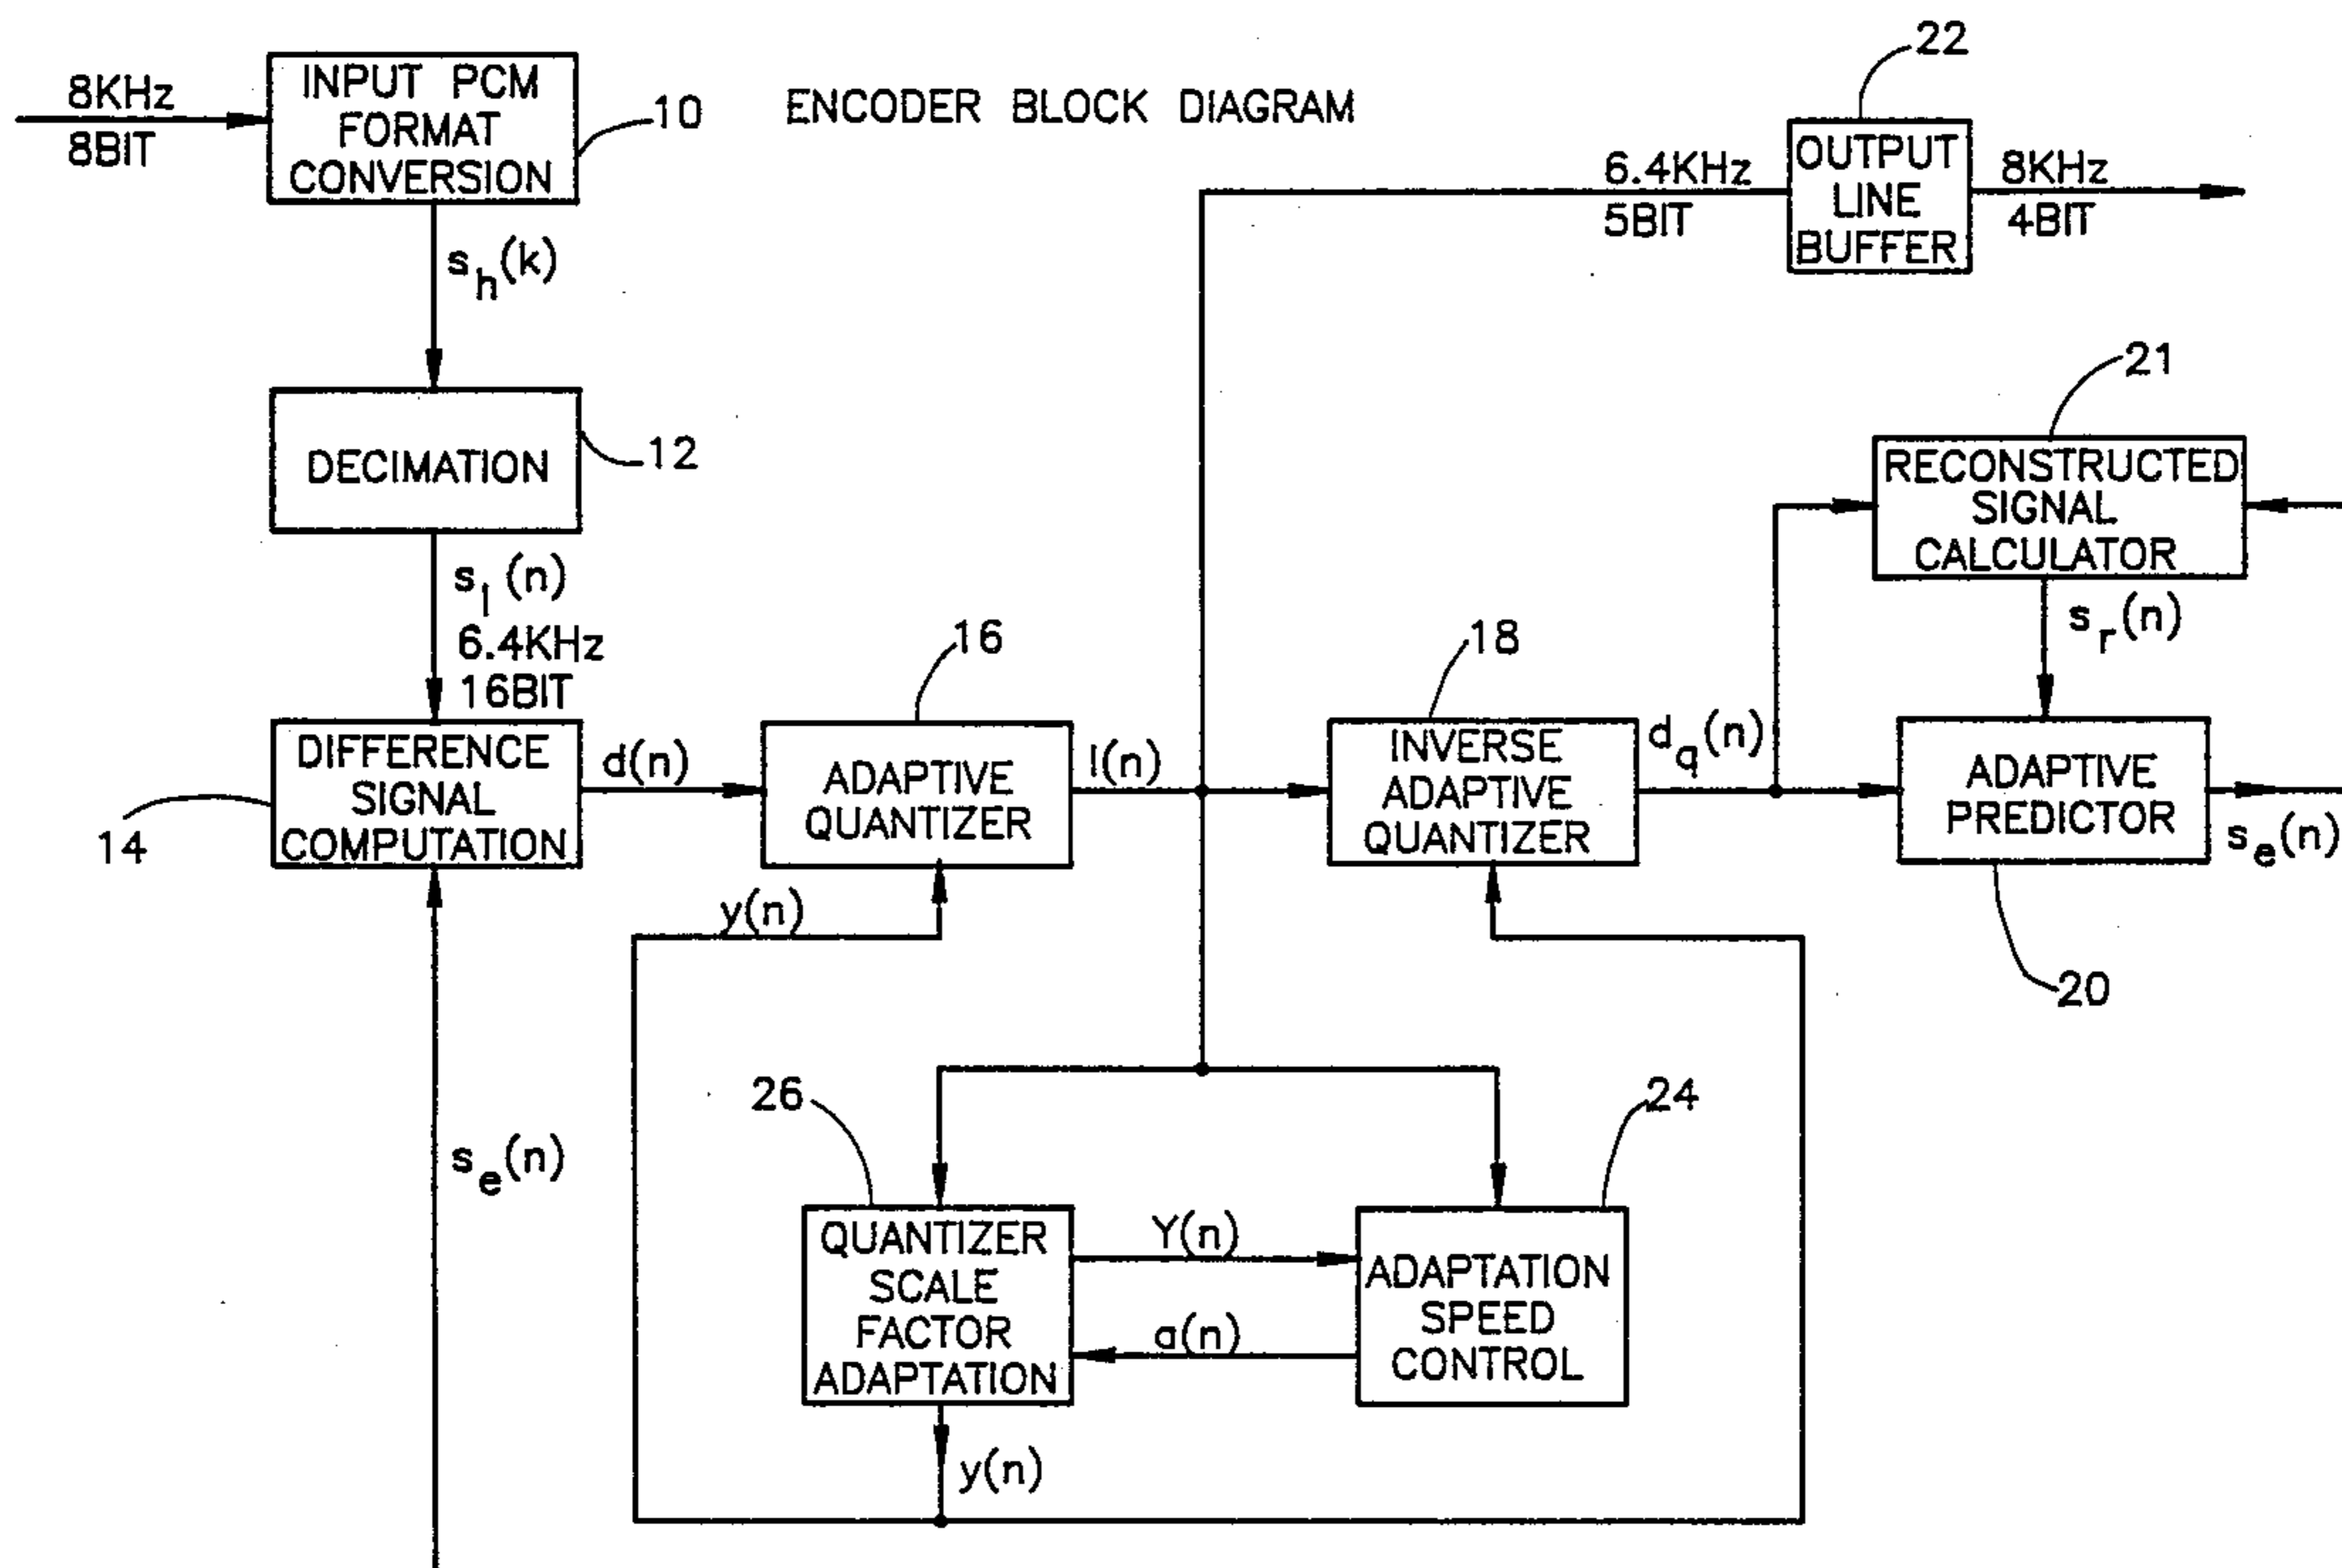 8KHz
8BIT
INPUT PCM
FORMAT
CONVERSION
10
ENCODER BLOCK DIAGRAM
22
6.4KHz
5BIT
OUTPUT
LINE
BUFFER
8KHz
4BIT
s_h(k)
DECIMATION
12
s_l(n)
6.4KHz
16BIT
21
RECONSTRUCTED
SIGNAL
CALCULATOR
s_r(n)
DIFFERENCE
SIGNAL
COMPUTATION
14
d(n)
16
ADAPTIVE
QUANTIZER
I(n)
18
INVERSE
ADAPTIVE
QUANTIZER
d_q(n)
ADAPTIVE
PREDICTOR
s_e(n)
20
y(n)
s_e(n)
26
24
QUANTIZER
SCALE
FACTOR
ADAPTATION
Y(n)
a(n)
ADAPTATION
SPEED
CONTROL
y(n)